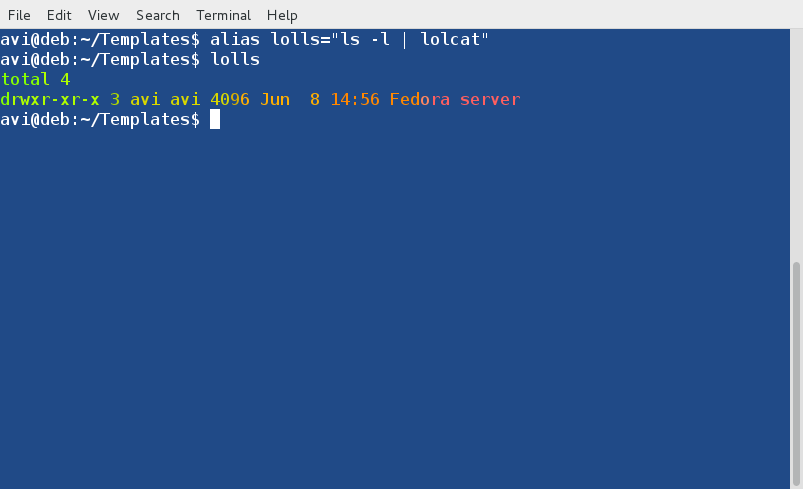 File Edit View Search Terminal Help
avi@deb:~/Templates$ alias lolls="ls -l | lolcat"
avi@deb:~/Templates$ lolls
total 4
drwxr-xr-x 3 avi avi 4096 Jun  8 14:56 Fedora server
avi@deb:~/Templates$